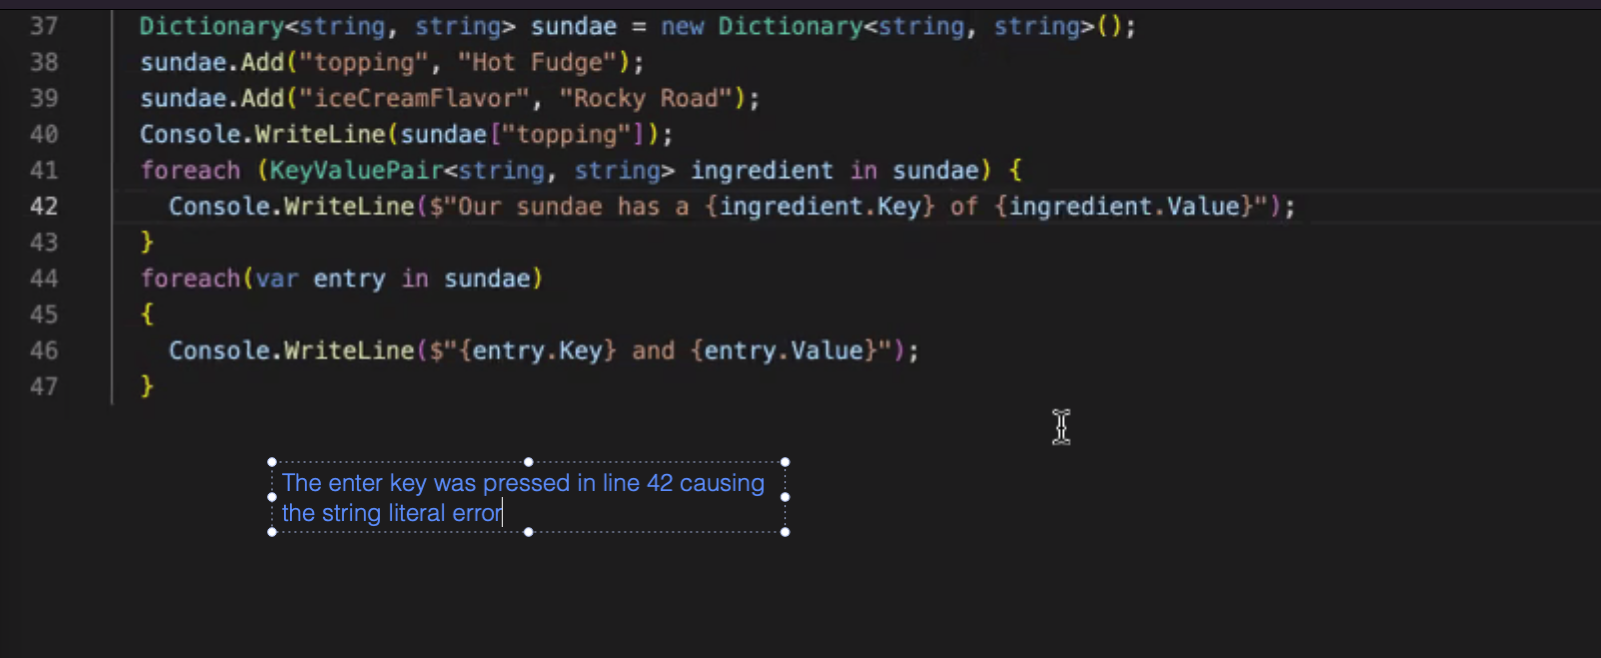 37 Dictionary<string, string> sundae = new Dictionary<string, string>();
38 sundae.Add("topping", "Hot Fudge");
39 sundae.Add("iceCreamFlavor", "Rocky Road");
40 Console.WriteLine(sundae["topping"]);
41 foreach (KeyValuePair<string, string> ingredient in sundae) {
42 Console.WriteLine($"Our sundae has a {ingredient.Key} of {ingredient.Value}");
43 }
44 foreach(var entry in sundae)
45 {
46 Console.WriteLine($"{entry.Key} and {entry.Value}");
47 }
The enter key was pressed in line 42 causing
the string literal error